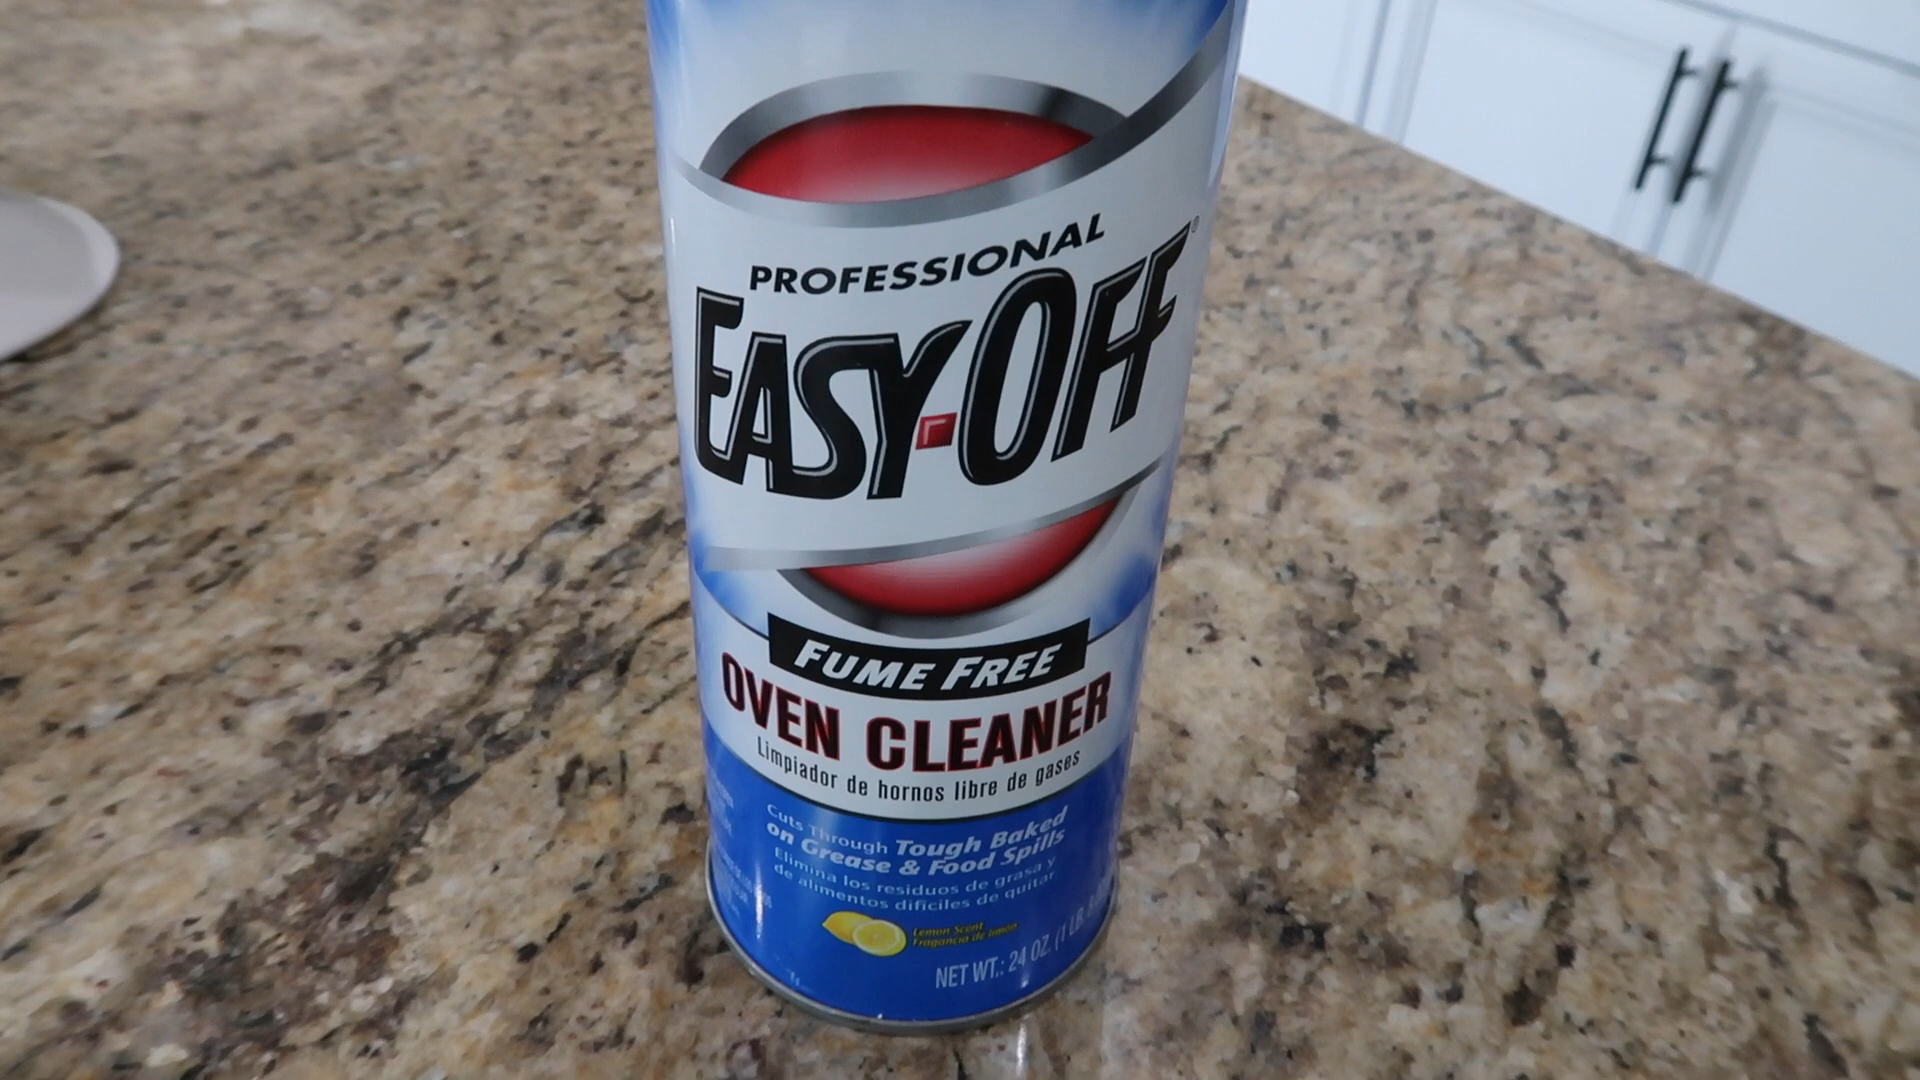 PROFESSIONAL
EASY-OFF®
FUME FREE
OVEN CLEANER
Limpiador de hornos libre de gases
Cuts Through Tough Baked
on Grease & Food Spills
Elimina los residuos de grasa y
de alimentos difíciles de quitar
Lemon Scent
Fragancia de limón
NET WT.: 24 OZ. (1 LB.